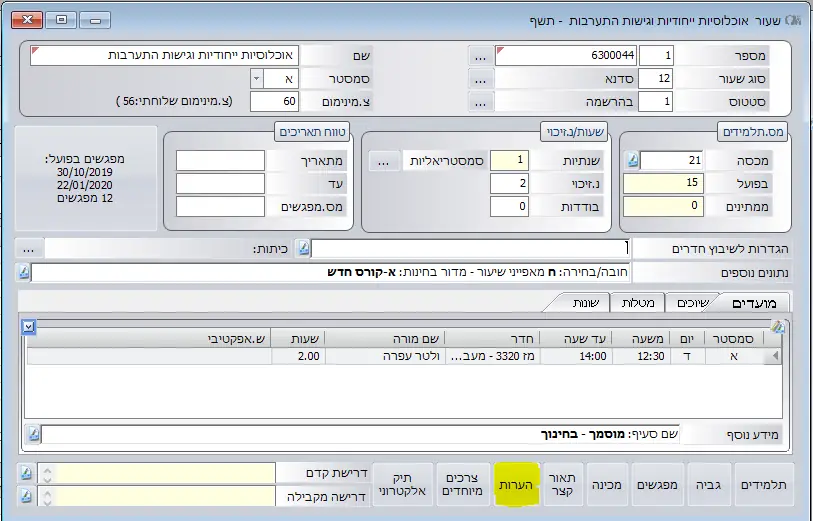 שעור אוכלוסיות ייחודיות וגישות התערבות - תשף
מספר 1 6300044 ... שם אוכלוסיות ייחודיות וגישות התערבות
סוג שעור 12 סדנא ... סמסטר א
סטטוס 1 בהרשמה ... צ.מינימום 60 (צ.מינימום שלוחתי: 56)
מס.תלמידים
מכסה 21
בפועל 15
ממתינים 0
שעות/נ.זיכוי
שנתיות 1 סמסטריאליות ...
נ.זיכוי 2
בודדות 0
טווח תאריכים
מתאריך
עד
מס.מפגשים
מפגשים בפועל:
30/10/2019
22/01/2020
12 מפגשים
הגדרות לשיבוץ חדרים כיתות: ...
נתונים נוספים חובה/בחירה: ח מאפייני שיעור - מדור בחינות: א-קורס חדש
מועדים שיוכים מטלות שונות
סמסטר יום משעה עד שעה חדר שם מורה שעות ש.אפקטיבי
א ד 12:30 14:00 מז 3320 - מעב... ולטר עפרה 2.00
מידע נוסף שם סעיף: מוסמך - בחינוך
תלמידים גביה מפגשים מכינה תאור קצר הערות צרכים מיוחדים תיק אלקטרוני
דרישת קדם
דרישה מקבילה